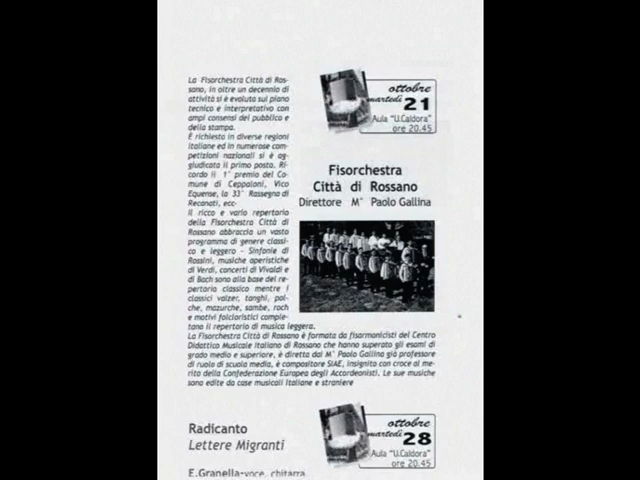 La Fisorchestra Città di Ros-
sano, in oltre un decennio di
attività si è evoluta sul piano
tecnico e interpretativo con
ampi consensi del pubblico e
della stampa.
È richiesta in diverse regioni
italiane ed in numerose com-
petizioni nazionali si è ag-
giudicata il primo posto. Ri-
cordo il 1° premio del Co-
mune di Ceppaloni, Vico
Equense, la 33° Rassegna di
Recanati, ecc-
Il ricco e vario repertorio
della Fisorchestra Città di
Rossano abbraccia un vasto
programma di genere classi-
co e leggero - Sinfonie di
Rossini, musiche operistiche
di Verdi, concerti di Vivaldi e
di Bach sono alla base del re-
pertorio classico mentre i
classici valzer, tanghi, pol-
che, mazurche, sambe, roch
e motivi folcloristici comple-
tano il repertorio di musica leggera.
La Fisorchestra Città di Rossano è formata da fisarmonicisti del Centro
Didattico Musicale Italiano di Rossano che hanno superato gli esami di
grado medio e superiore, è diretta dal M° Paolo Gallina già professore
di ruolo di scuola media, è compositore SIAE, insignito con croce al me-
rito della Confederazione Europea degli Accordeonisti. Le sue musiche
sono edite da case musicali italiane e straniere
ottobre
martedì 21
Aula "U.Caldora"
ore 20.45
Fisorchestra
Città di Rossano
Direttore M° Paolo Gallina
Radicanto
Lettere Migranti
E.Granella-voce, chitarra
ottobre
martedì 28
Aula "U.Caldora"
ore 20.45